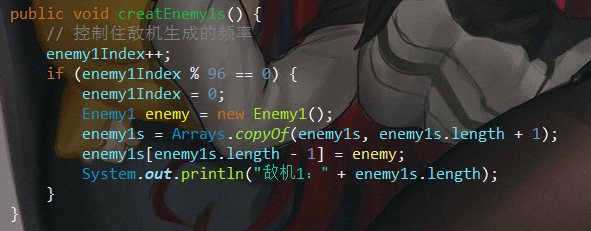 public void creatEnemy1s() {
// 控制住敌机生成的频率
enemy1Index++;
if (enemy1Index % 96 == 0) {
enemy1Index = 0;
Enemy1 enemy = new Enemy1();
enemy1s = Arrays.copyOf(enemy1s, enemy1s.length + 1);
enemy1s[enemy1s.length - 1] = enemy;
System.out.println("敌机1：" + enemy1s.length);
}
}